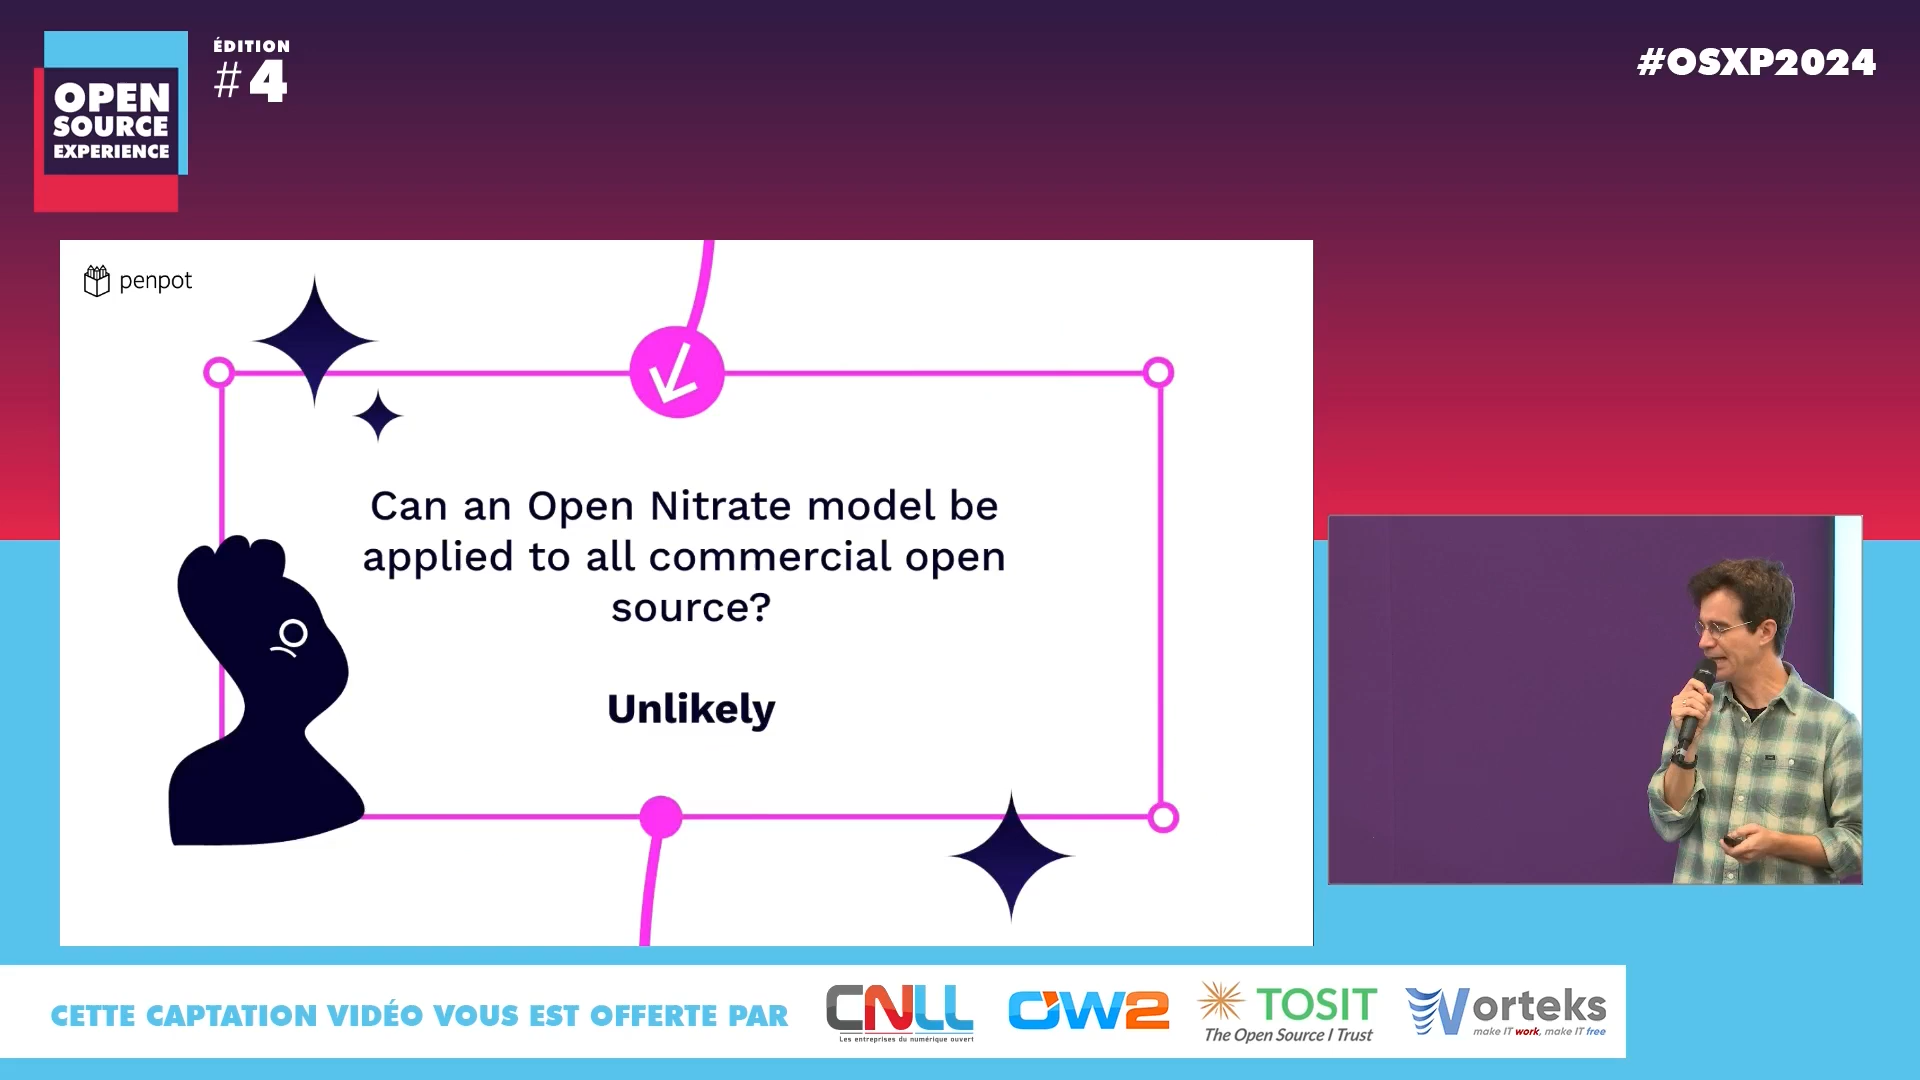 OPEN
SOURCE
EXPERIENCE
ÉDITION
#4
#OSXP2024
penpot
Can an Open Nitrate model be
applied to all commercial open
source?
Unlikely
CETTE CAPTATION VIDÉO VOUS EST OFFERTE PAR
CNLL
Les entreprises du numérique ouvert
OW2
TOSIT
The Open Source I Trust
Worteks
make IT work, make IT free